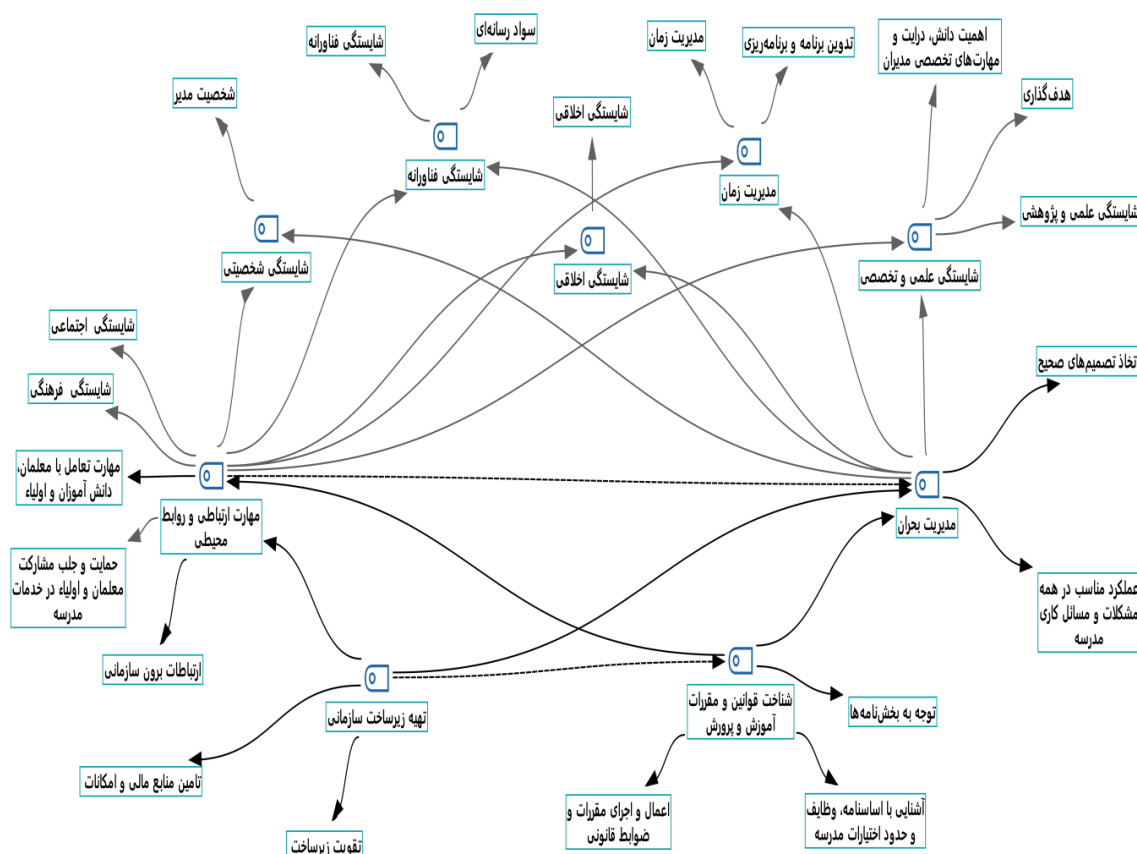 اهمیت دانش، درایت و
مهارت‌های تخصصی مدیران
تدوین برنامه و برنامه‌ریزی
مدیریت زمان
سواد رسانه‌ای
شایستگی فناورانه
هدف‌گذاری
شایستگی اخلاقی
شخصیت مدیر
شایستگی فناورانه
مدیریت زمان
شایستگی علمی و پژوهشی
شایستگی علمی و تخصصی
شایستگی اخلاقی
شایستگی شخصیتی
شایستگی اجتماعی
تخاذ تصمیم‌های صحیح
شایستگی فرهنگی
مهارت تعامل با معلمان،
دانش آموزان و اولیاء
مهارت ارتباطی و روابط
محیطی
مدیریت بحران
حمایت و جلب مشارکت
معلمان و اولیاء در خدمات
مدرسه
عملکرد مناسب در همه
مشکلات و مسائل کاری
مدرسه
ارتباطات برون سازمانی
شناخت قوانین و مقررات
آموزش و پرورش
توجه به بخش‌نامه‌ها
تهیه زیرساخت سازمانی
تامین منابع مالی و امکانات
اعمال و اجرای مقررات و
ضوابط قانونی
آشنایی با اساسنامه، وظایف
و حدود اختیارات مدرسه
تقویت زیرساخت